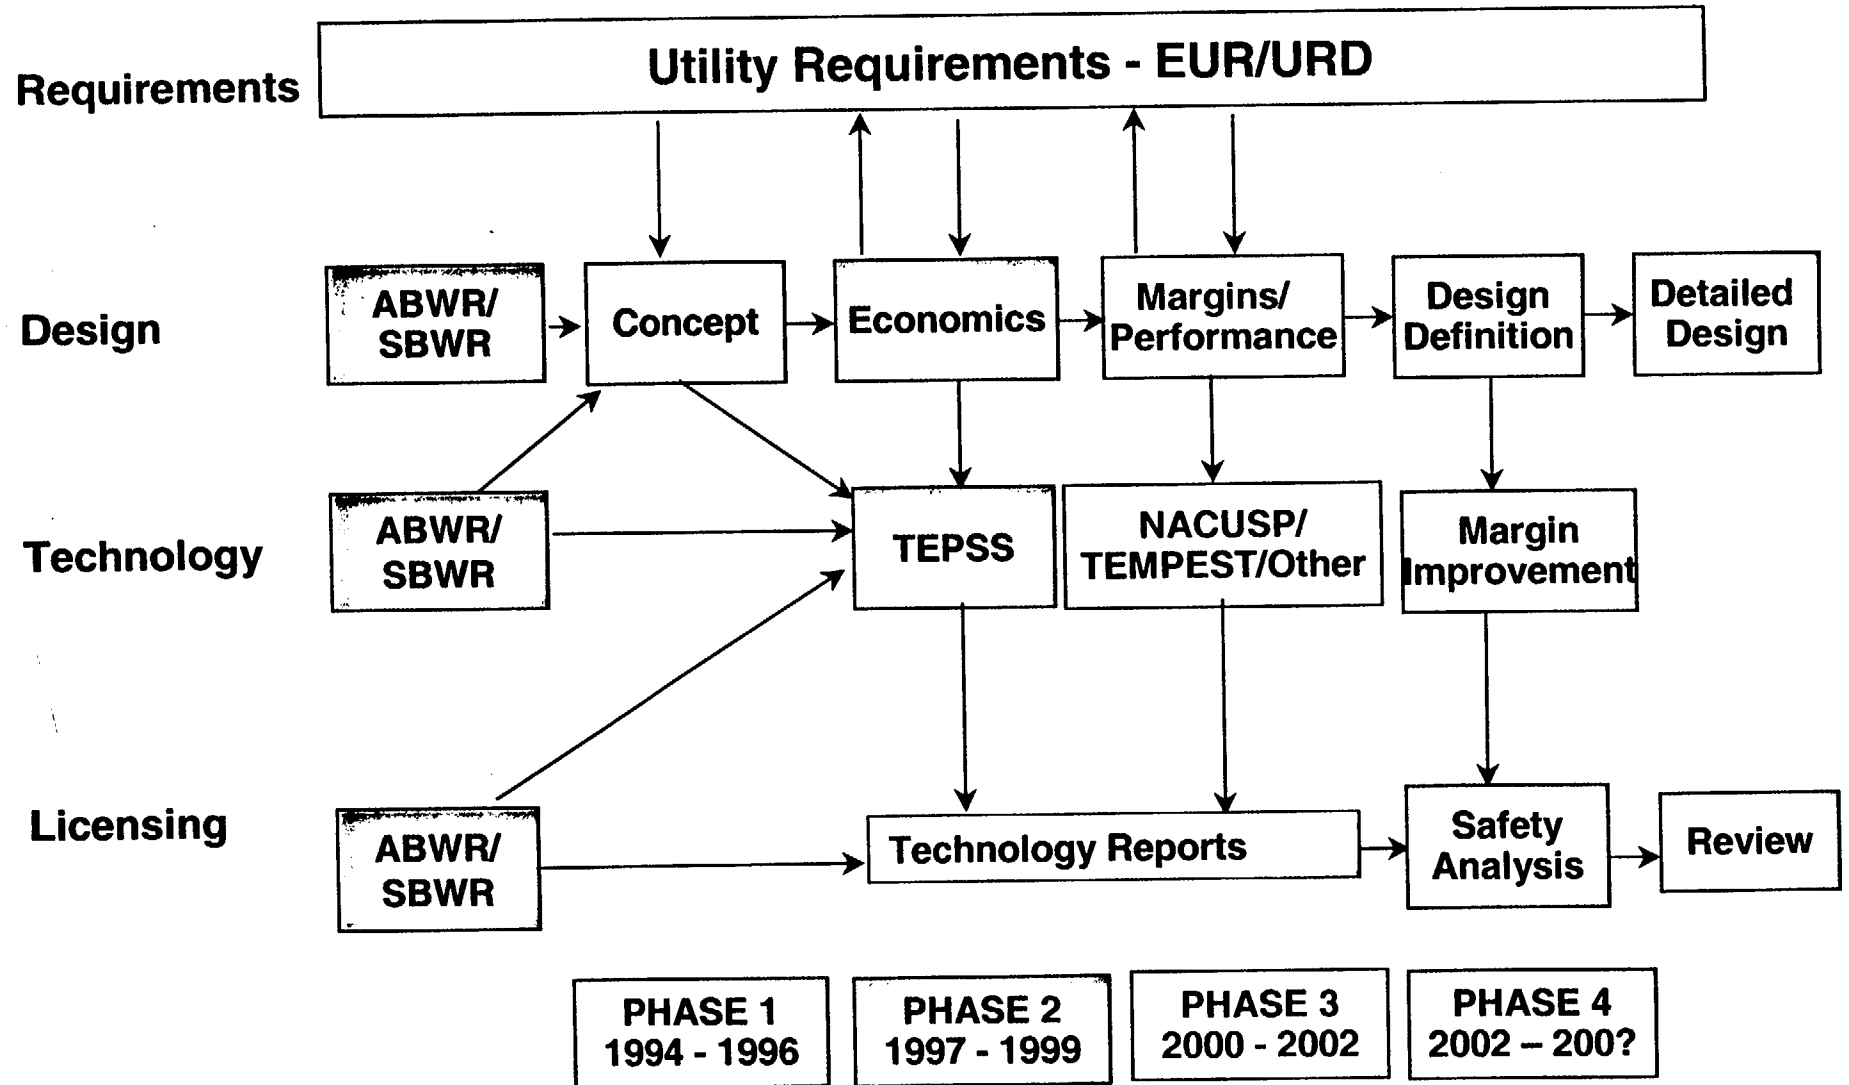 Requirements
Utility Requirements - EUR/URD
Design
ABWR/
SBWR
Concept
Economics
Margins/
Performance
Design
Definition
Detailed
Design
Technology
ABWR/
SBWR
TEPSS
NACUSP/
TEMPEST/Other
Margin
Improvement
Licensing
ABWR/
SBWR
Technology Reports
Safety
Analysis
Review
PHASE 1
1994 - 1996
PHASE 2
1997 - 1999
PHASE 3
2000 - 2002
PHASE 4
2002 – 200?